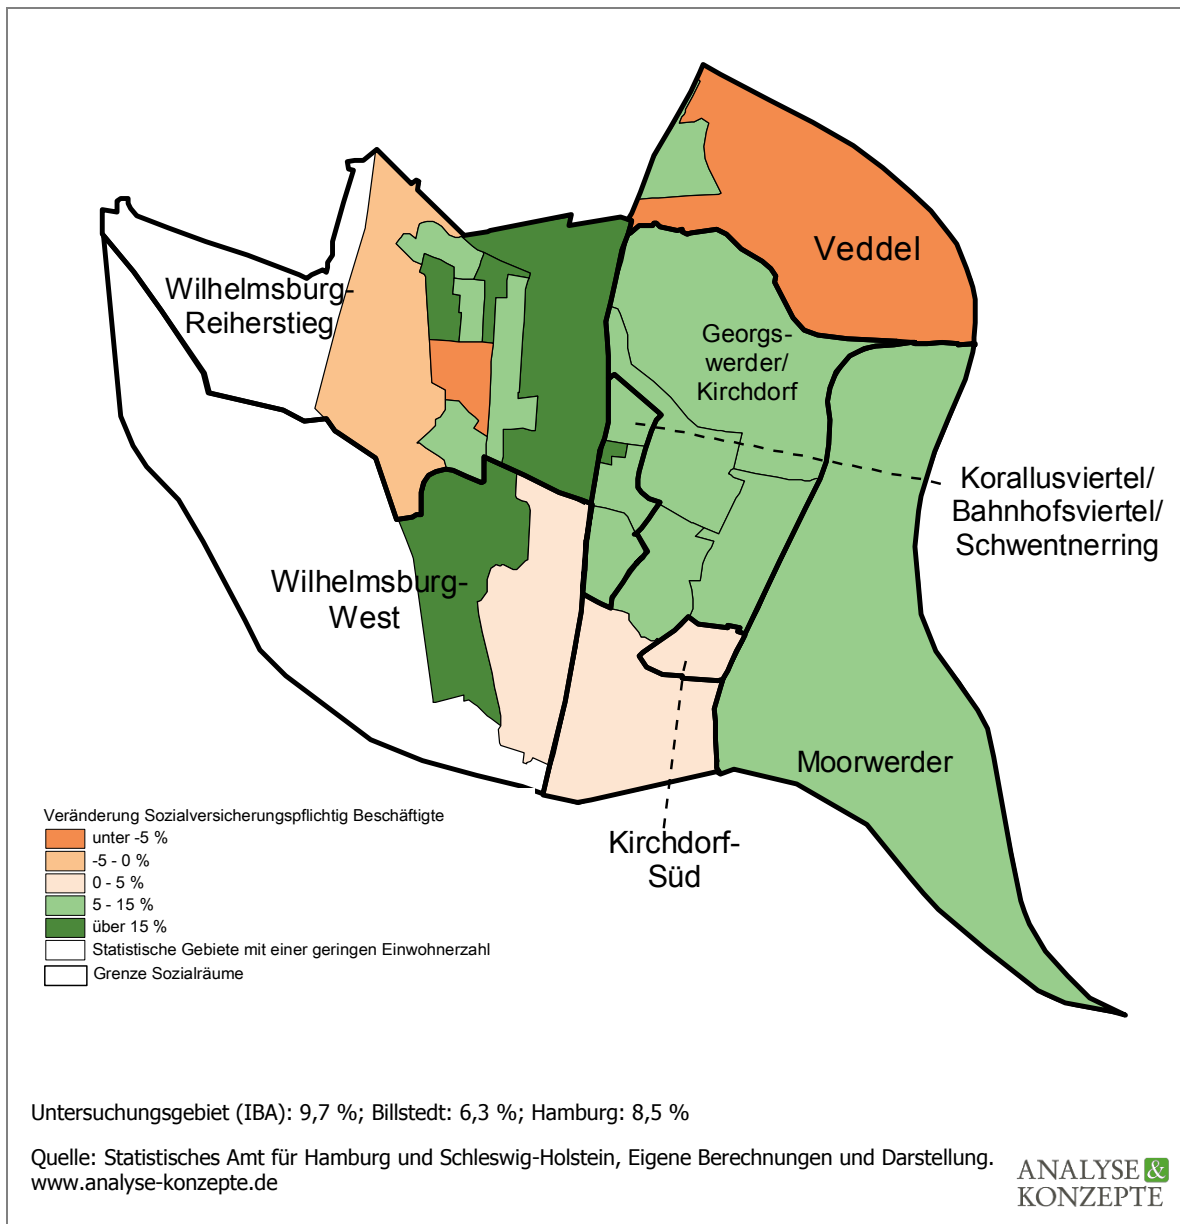 Veddel
Wilhelmsburg-
Reiherstieg
Georgs-
werder/
Kirchdorf
Korallusviertel/
Bahnhofsviertel/
Schwentnerring
Wilhelmsburg-
West
Moorwerder
Kirchdorf-
Süd
Veränderung Sozialversicherungspflichtig Beschäftigte
unter -5 %
-5 - 0 %
0 - 5 %
5 - 15 %
über 15 %
Statistische Gebiete mit einer geringen Einwohnerzahl
Grenze Sozialräume
Untersuchungsgebiet (IBA): 9,7 %; Billstedt: 6,3 %; Hamburg: 8,5 %
Quelle: Statistisches Amt für Hamburg und Schleswig-Holstein, Eigene Berechnungen und Darstellung.
www.analyse-konzepte.de
ANALYSE &
KONZEPTE